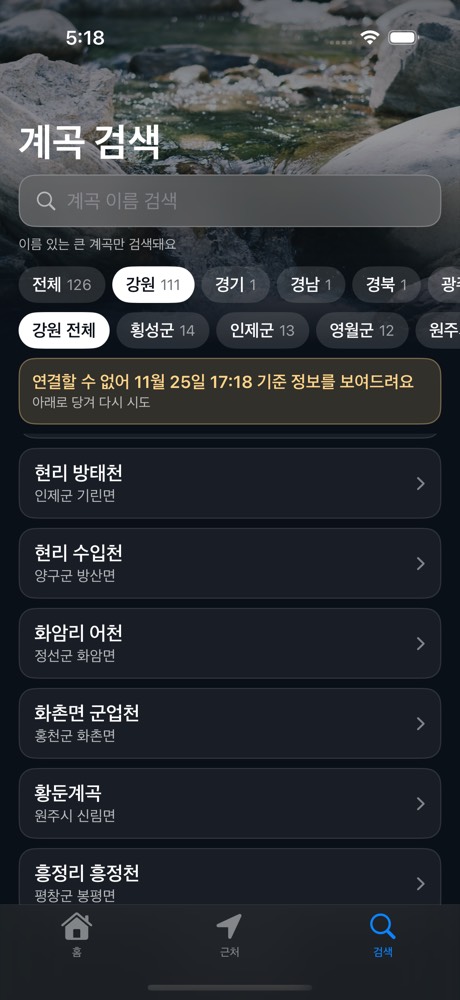 5:18
계곡 검색
계곡 이름 검색
이름 있는 큰 계곡만 검색돼요
전체 126 강원 111 경기 1 경남 1 경북 1
강원 전체 횡성군 14 인제군 13 영월군 12 원주
연결할 수 없어 11월 25일 17:18 기준 정보를 보여드려요
아래로 당겨 다시 시도
현리 방태천
인제군 기린면
현리 수입천
양구군 방산면
화암리 어천
정선군 화암면
화촌면 군업천
홍천군 화촌면
황둔계곡
원주시 신림면
흥정리 흥정천
평창군 봉평면
홈 근처 검색